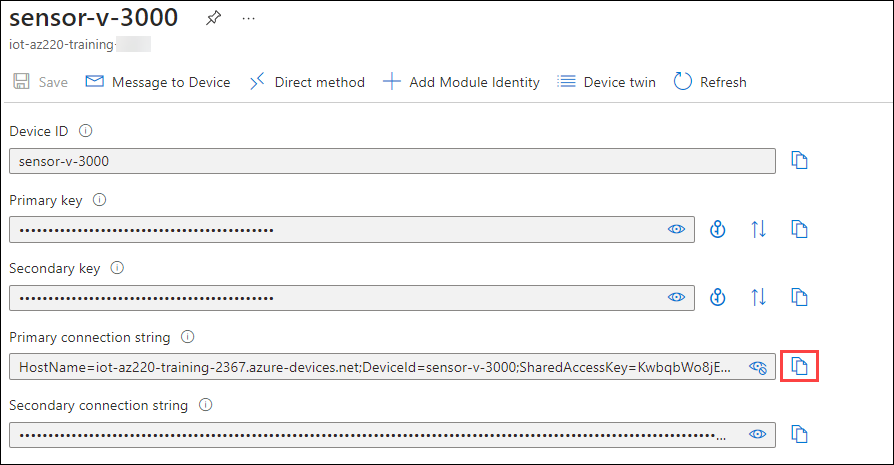 sensor-v-3000 ...
iot-az220-training-
Save Message to Device Direct method Add Module Identity Device twin Refresh
Device ID
sensor-v-3000
Primary key
••••••••••••••••••••••••••••••••••••••••••••
Secondary key
••••••••••••••••••••••••••••••••••••••••••••
Primary connection string
HostName=iot-az220-training-2367.azure-devices.net;DeviceId=sensor-v-3000;SharedAccessKey=KwbqbWo8jE...
Secondary connection string
••••••••••••••••••••••••••••••••••••••••••••••••••••••••••••••••••••••••••••••••••••••••••••••••••••••••••••••••••••••••...